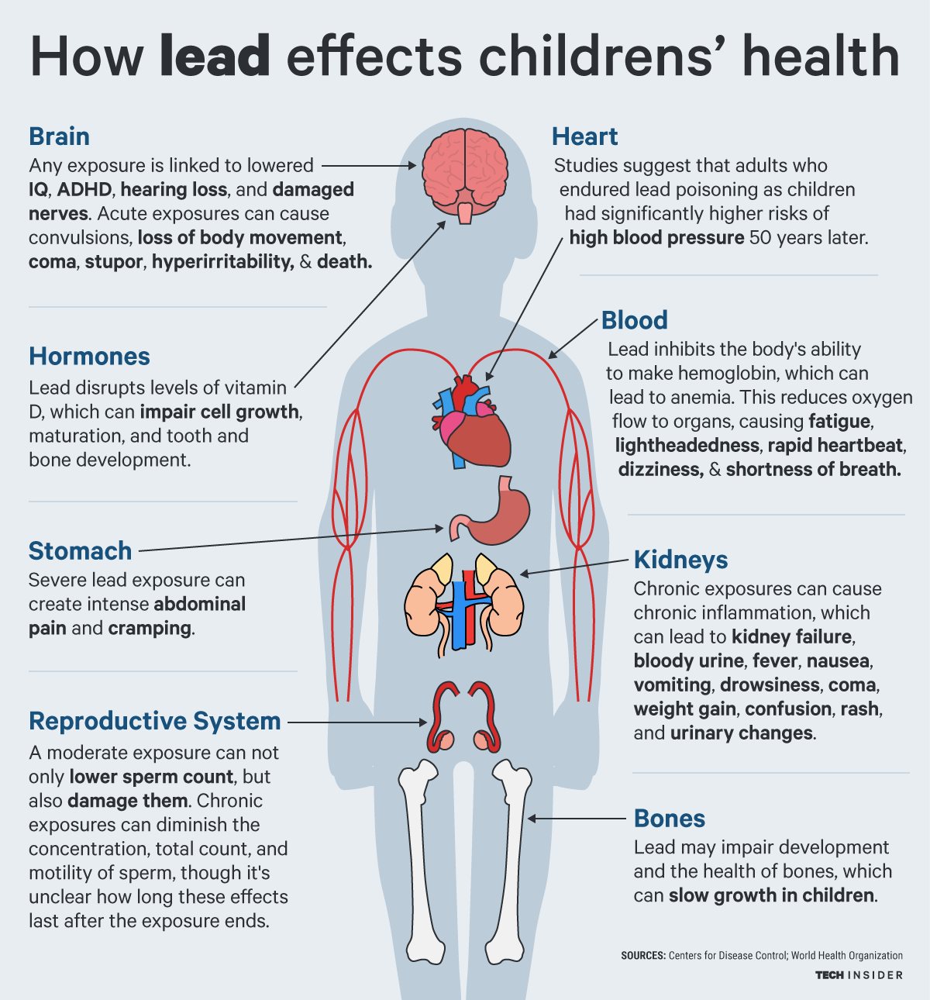 How lead effects childrens’ health
Brain
Any exposure is linked to lowered
IQ, ADHD, hearing loss, and damaged
nerves. Acute exposures can cause
convulsions, loss of body movement,
coma, stupor, hyperirritability, & death.
Hormones
Lead disrupts levels of vitamin
D, which can impair cell growth,
maturation, and tooth and
bone development.
Stomach
Severe lead exposure can
create intense abdominal
pain and cramping.
Reproductive System
A moderate exposure can not
only lower sperm count, but
also damage them. Chronic
exposures can diminish the
concentration, total count, and
motility of sperm, though it's
unclear how long these effects
last after the exposure ends.
Heart
Studies suggest that adults who
endured lead poisoning as children
had significantly higher risks of
high blood pressure 50 years later.
Blood
Lead inhibits the body's ability
to make hemoglobin, which can
lead to anemia. This reduces oxygen
flow to organs, causing fatigue,
lightheadedness, rapid heartbeat,
dizziness, & shortness of breath.
Kidneys
Chronic exposures can cause
chronic inflammation, which
can lead to kidney failure,
bloody urine, fever, nausea,
vomiting, drowsiness, coma,
weight gain, confusion, rash,
and urinary changes.
Bones
Lead may impair development
and the health of bones, which
can slow growth in children.
SOURCES: Centers for Disease Control; World Health Organization
TECH INSIDER